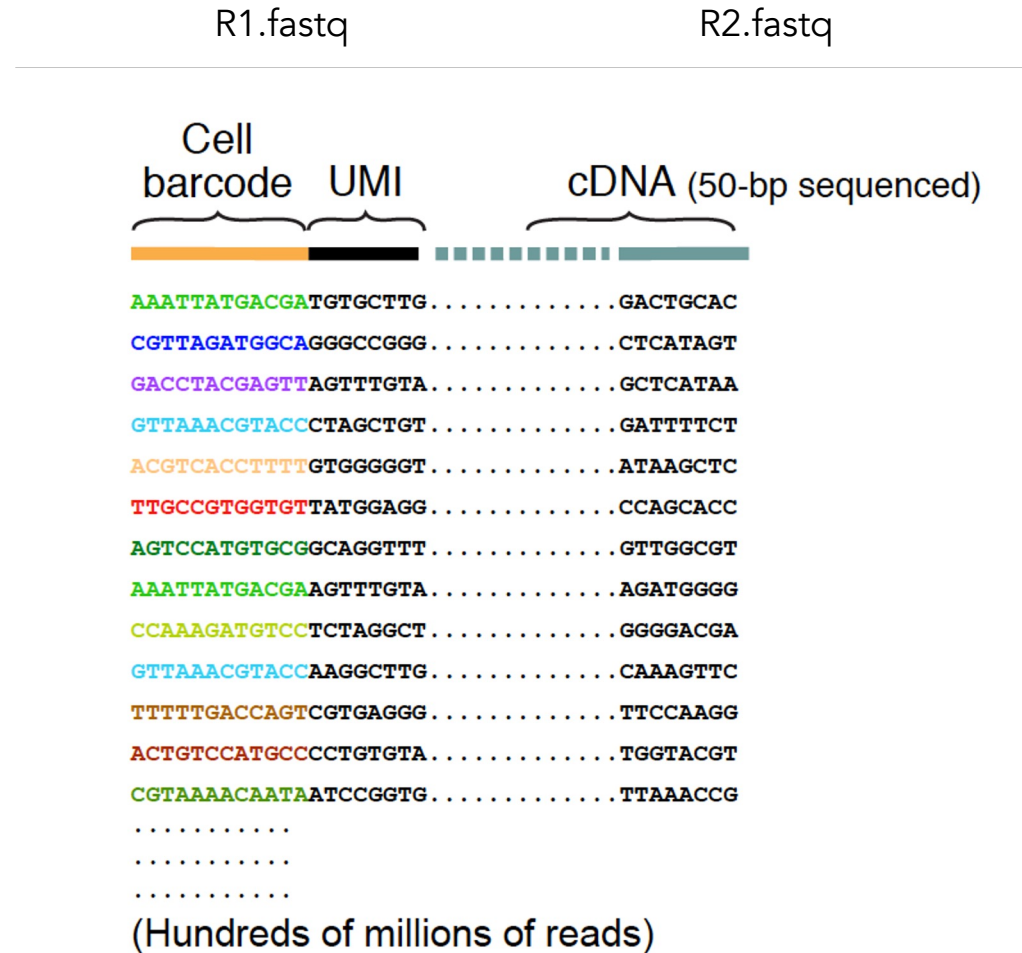 R1.fastq R2.fastq
Cell
barcode UMI cDNA (50-bp sequenced)
AAATTATGACGATGTGCTTG.............GACTGCAC
CGTTAGATGGCAGGGCCGGG.............CTCATAGT
GACCTACGAGTTAGTTTGTA.............GCTCATAA
GTTAAACGTACCCTAGCTGT.............GATTTTCT
ACGTCACCTTTTGTGGGGGT.............ATAAGCTC
TTGCCGTGGTGTTATGGAGG.............CCAGCACC
AGTCCATGTGCGGCAGGTTT.............GTTGGCGT
AAATTATGACGAAGTTTGTA.............AGATGGGG
CCAAAGATGTCCTCTAGGCT.............GGGGACGA
GTTAAACGTACCAAGGCTTG.............CAAAGTTC
TTTTTGACCAGTCGTGAGGG.............TTCCAAGG
ACTGTCCATGCCCCTGTGTA.............TGGTACGT
CGTAAAACAATAATCCGGTG.............TTAAACCG
...........
...........
...........
(Hundreds of millions of reads)